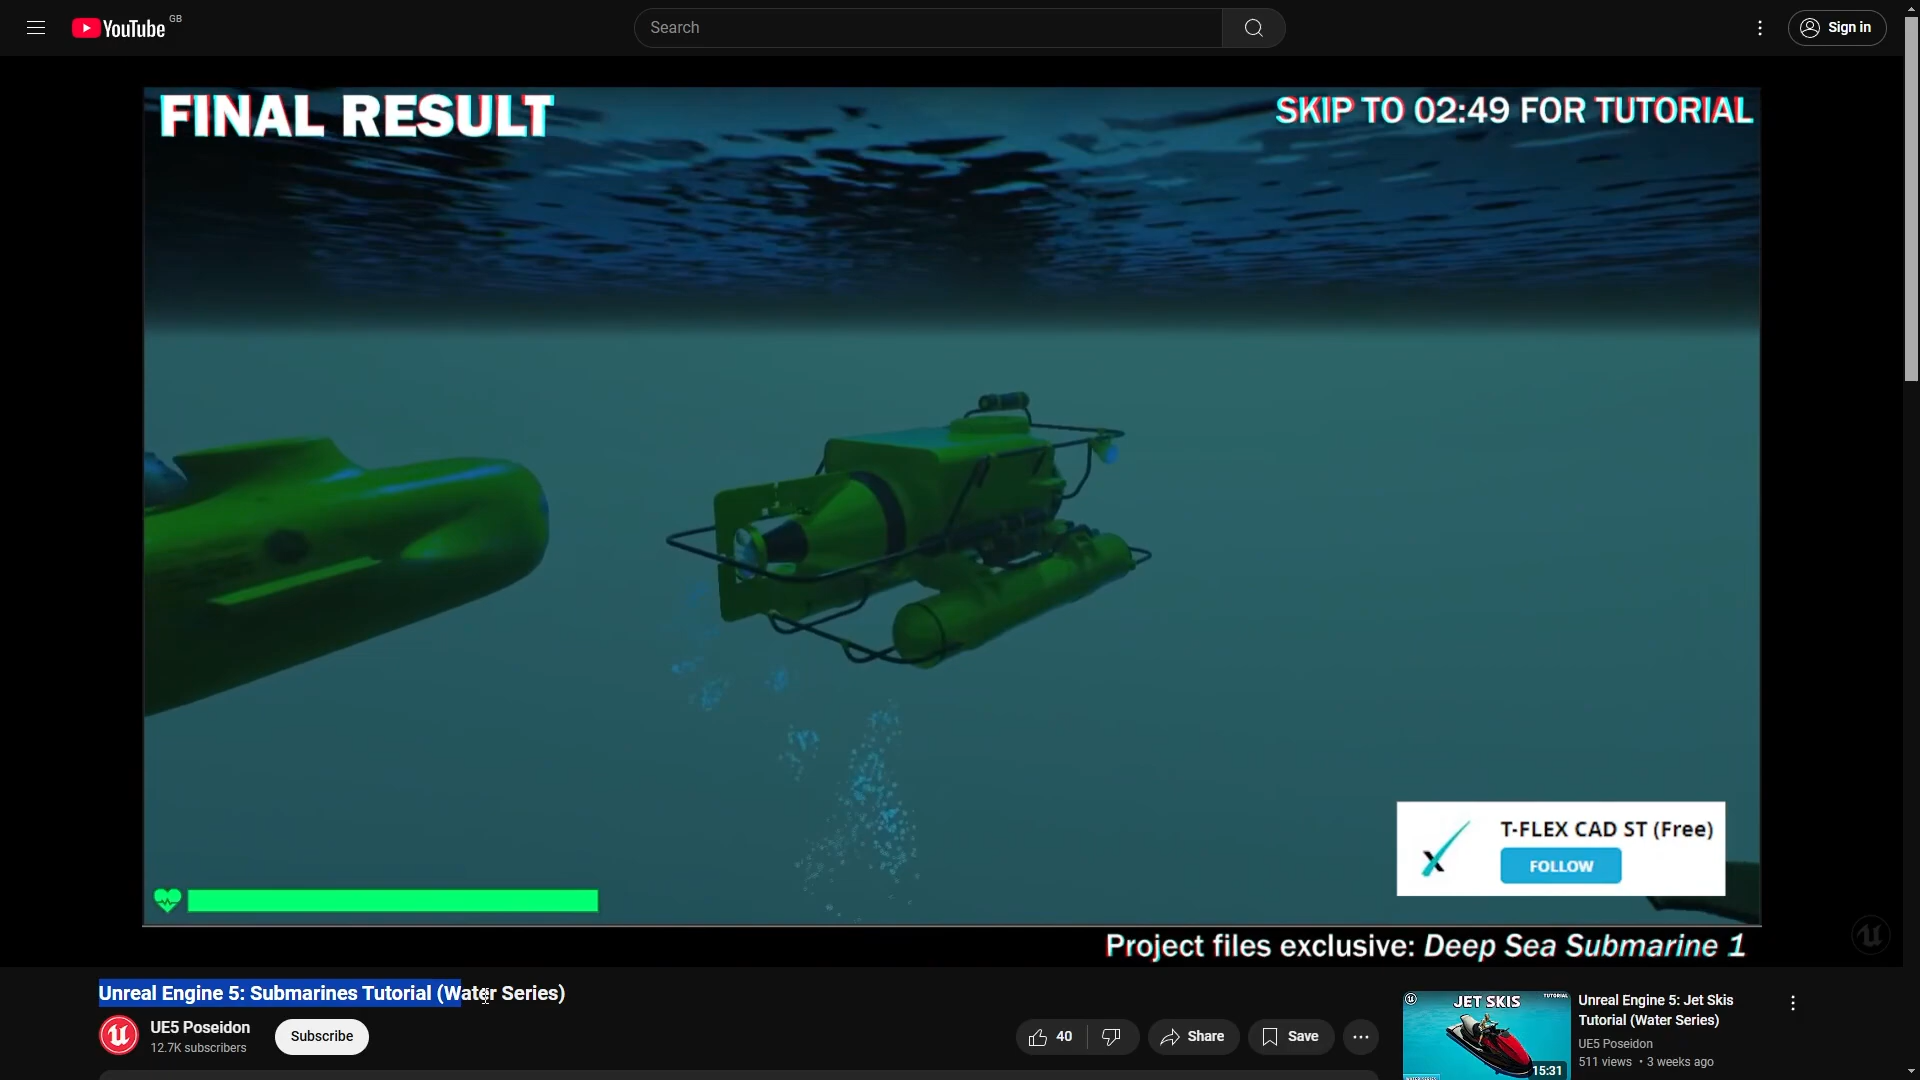 YouTube GB
Search
Sign in
FINAL RESULT
SKIP TO 02:49 FOR TUTORIAL
T-FLEX CAD ST (Free)
FOLLOW
Project files exclusive: Deep Sea Submarine 1
Unreal Engine 5: Submarines Tutorial (Water Series)
UE5 Poseidon
12.7K subscribers
Subscribe
40
Share
Save
JET SKIS
TUTORIAL
WATER SERIES
15:31
Unreal Engine 5: Jet Skis
Tutorial (Water Series)
UE5 Poseidon
511 views • 3 weeks ago